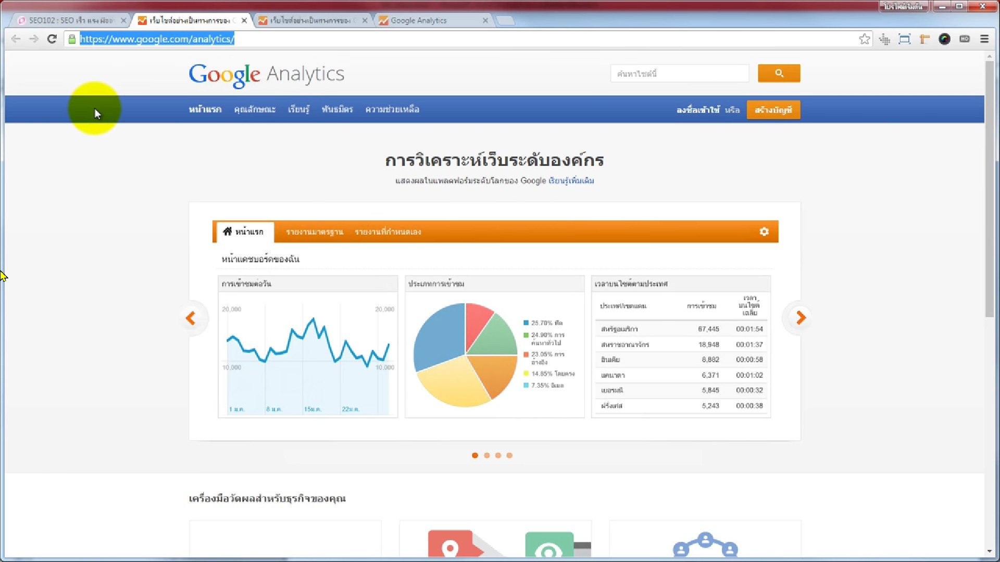 โปรไฟล์เริ่มต้น
SEO102 : SEO เร็ว แรง มืออ
เว็บไซต์อย่างเป็นทางการของ
เว็บไซต์อย่างเป็นทางการของ
Google Analytics
https://www.google.com/analytics/
HD
Google Analytics
ค้นหาไซต์นี้
หน้าแรก คุณลักษณะ เรียนรู้ พันธมิตร ความช่วยเหลือ
ลงชื่อเข้าใช้ หรือ สร้างบัญชี
การวิเคราะห์เว็บระดับองค์กร
แสดงผลในแพลตฟอร์มระดับโลกของ Google เรียนรู้เพิ่มเติม
หน้าแรก รายงานมาตรฐาน รายงานที่กำหนดเอง
หน้าแดชบอร์ดของฉัน
การเข้าชมต่อวัน
20,000 20,000
10,000 10,000
1 ม.ค. 8 ม.ค. 15ม.ค. 22ม.ค.
ประเภทการเข้าชม
25.70% ฟีด
24.90% การ
ค้นหาทั่วไป
23.05% การ
อ้างอิง
14.85% โดยตรง
7.35% อีเมล
เวลาบนไซต์ตามประเทศ
ประเทศ/เขตแดน การเข้าชม เวลา
บนไซต์
เฉลี่ย
สหรัฐอเมริกา 67,445 00:01:54
สหราชอาณาจักร 18,948 00:01:37
อินเดีย 8,882 00:00:58
แคนาดา 6,371 00:01:02
เยอรมนี 5,845 00:00:32
ฝรั่งเศส 5,243 00:00:38
เครื่องมือวัดผลสำหรับธุรกิจของคุณ